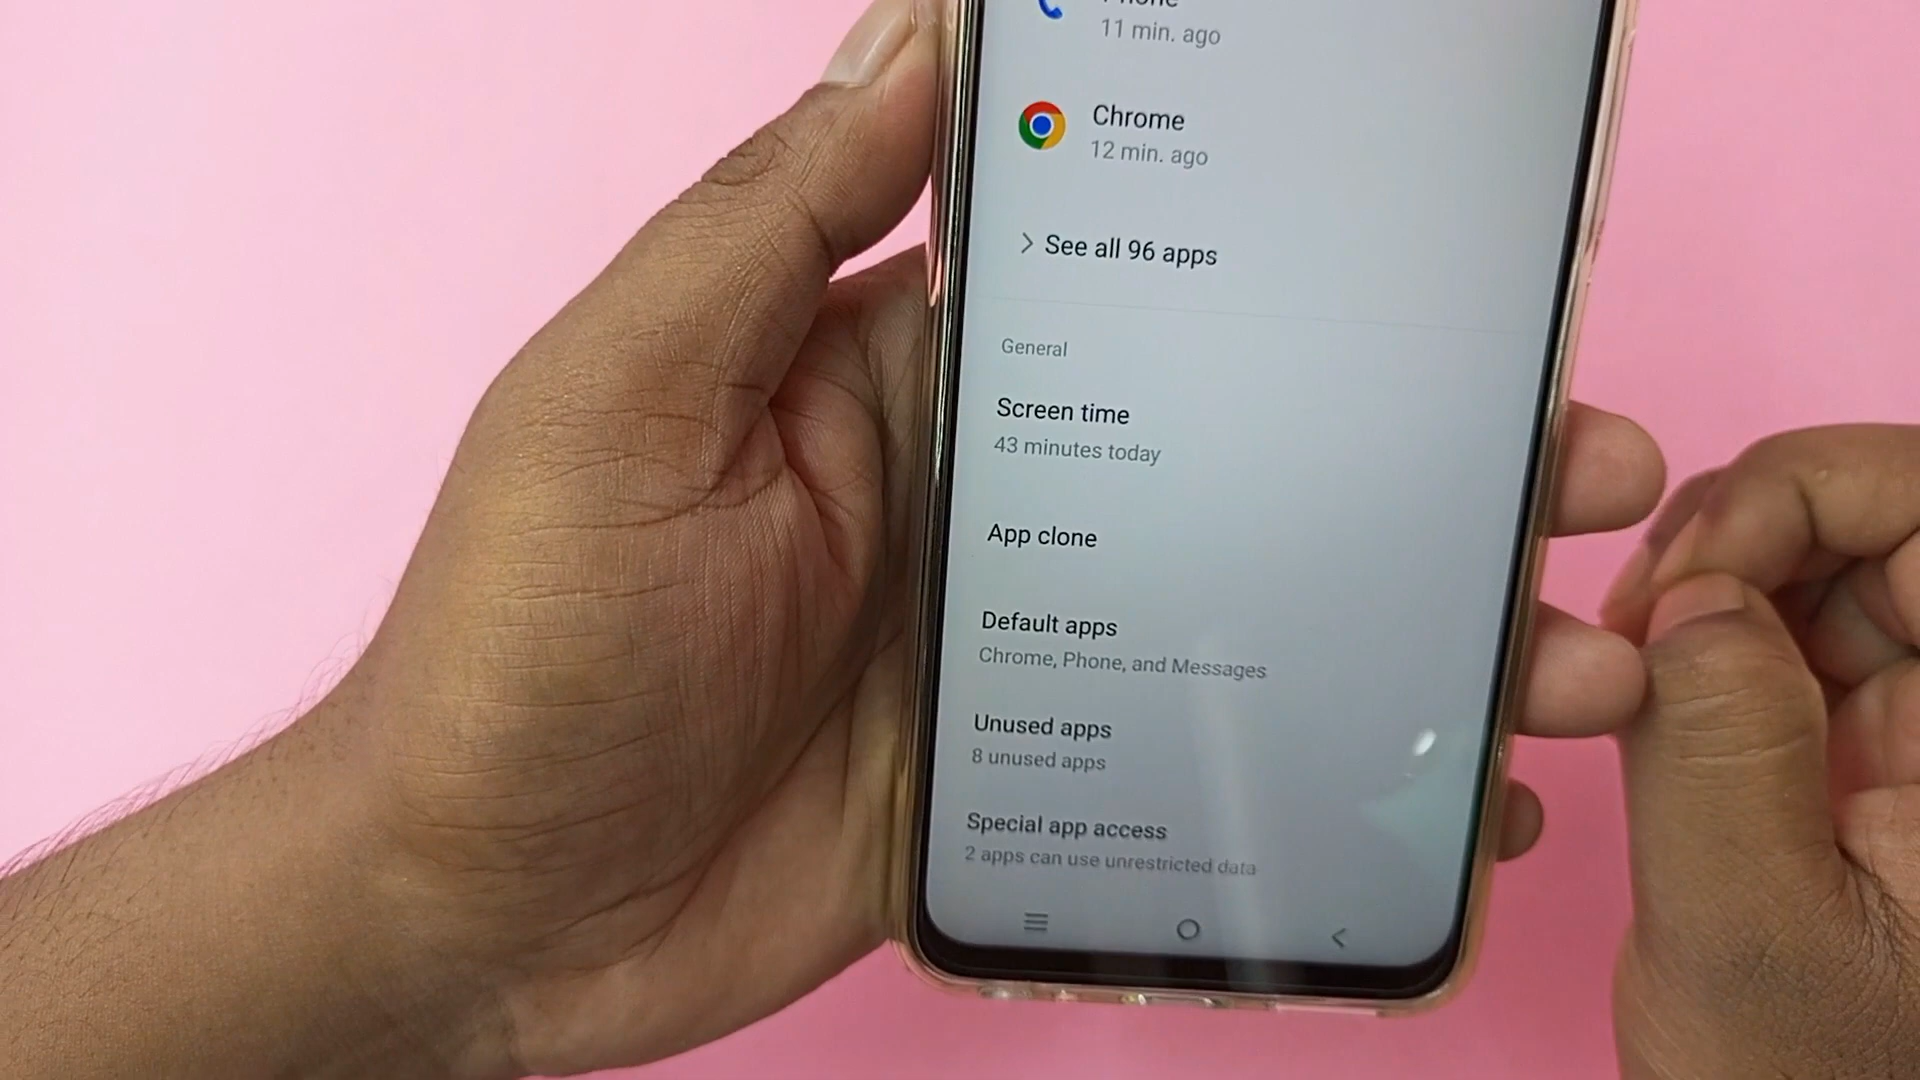 Phone
11 min. ago
Chrome
12 min. ago
See all 96 apps
General
Screen time
43 minutes today
App clone
Default apps
Chrome, Phone, and Messages
Unused apps
8 unused apps
Special app access
2 apps can use unrestricted data